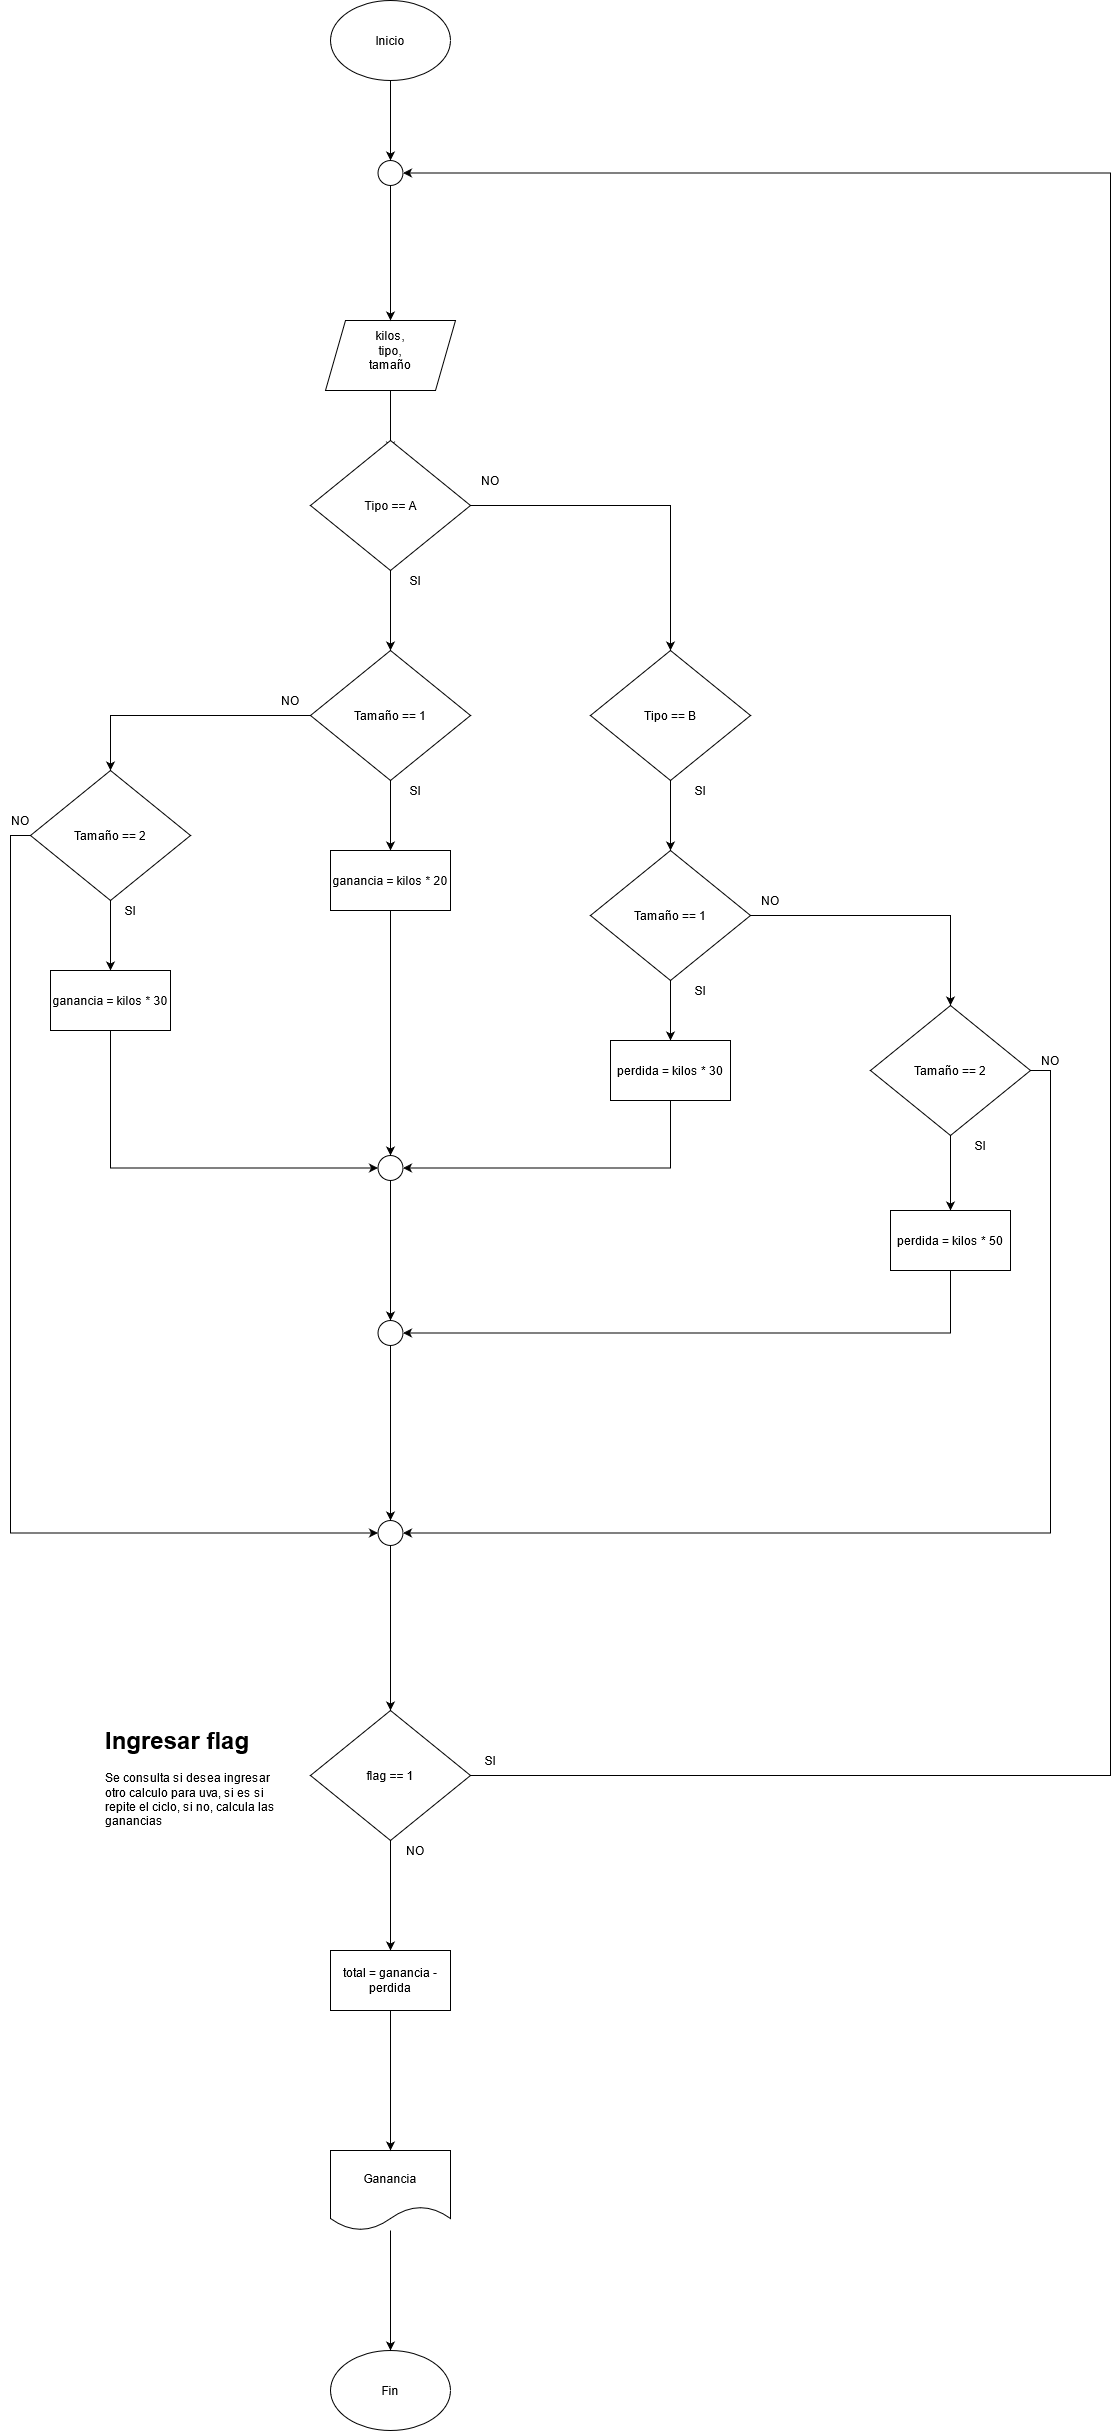 Inicio
kilos,
tipo,
tamaño
Tipo == A
NO
SI
Tamaño == 1
NO
SI
Tipo == B
SI
Tamaño == 2
NO
SI
ganancia = kilos * 20
Tamaño == 1
NO
SI
ganancia = kilos * 30
perdida = kilos * 30
Tamaño == 2
NO
SI
perdida = kilos * 50
Ingresar flag
Se consulta si desea ingresar
otro calculo para uva, si es si
repite el ciclo, si no, calcula las
ganancias
flag == 1
SI
NO
total = ganancia -
perdida
Ganancia
Fin